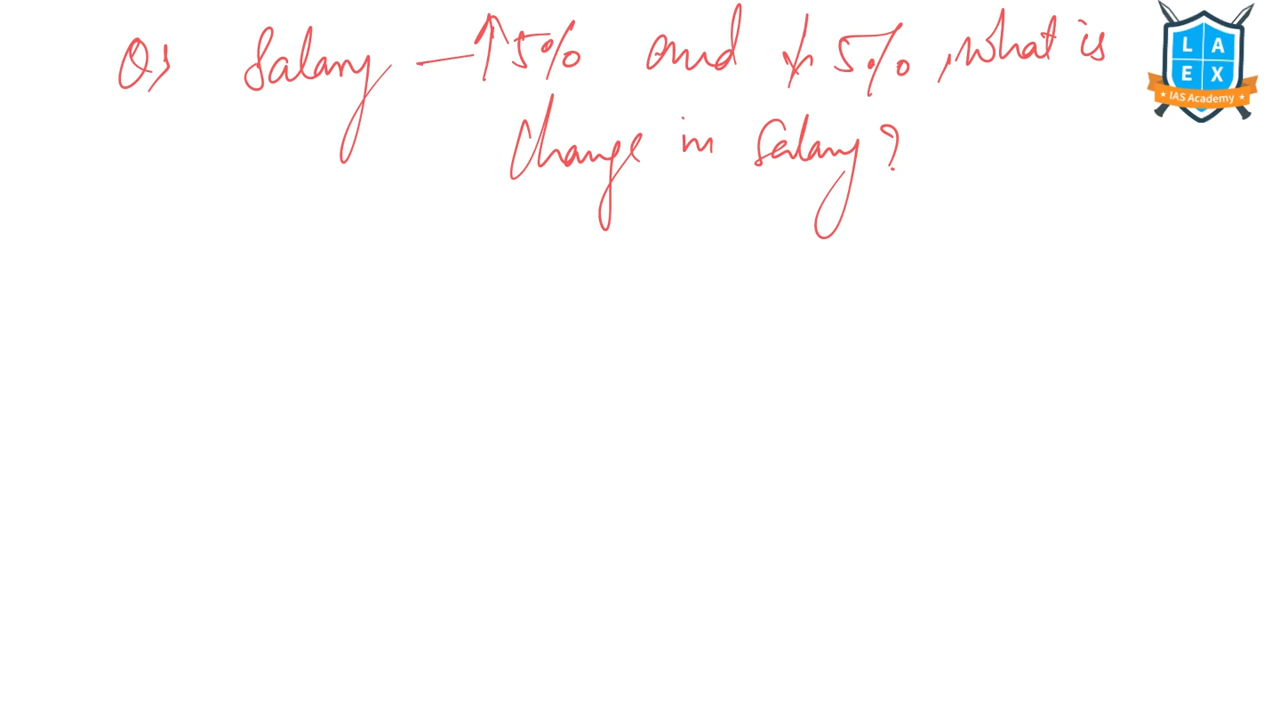 Q> Salary — ↑ 5% and ↓ 5%, what is
change in salary?
L A
E X
IAS Academy